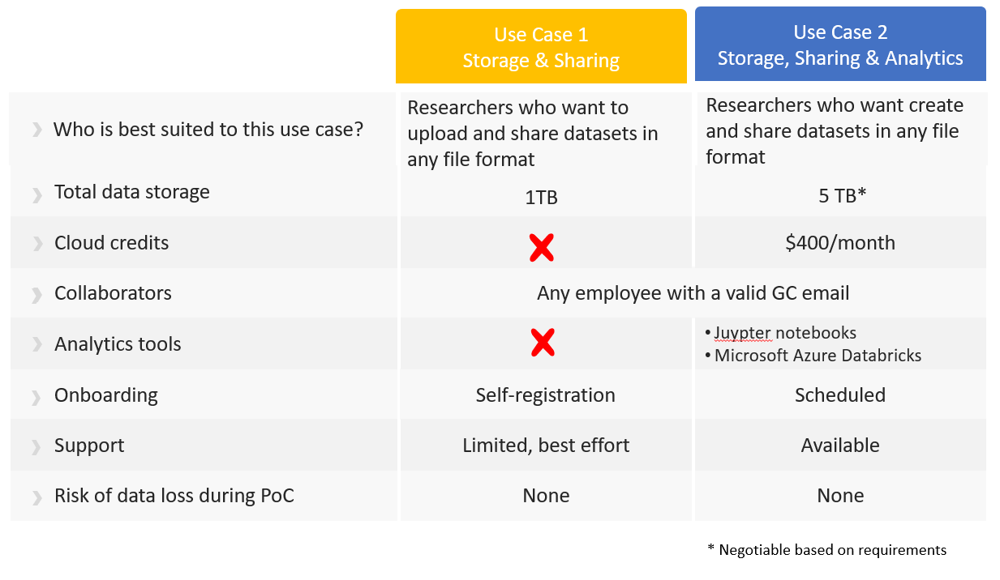 Use Case 1
Storage & Sharing
Use Case 2
Storage, Sharing & Analytics
Who is best suited to this use case?
Researchers who want to
upload and share datasets in
any file format
Researchers who want create
and share datasets in any file
format
Total data storage
1TB
5 TB*
Cloud credits
$400/month
Collaborators
Any employee with a valid GC email
Analytics tools
• Juypter notebooks
• Microsoft Azure Databricks
Onboarding
Self-registration
Scheduled
Support
Limited, best effort
Available
Risk of data loss during PoC
None
None
* Negotiable based on requirements